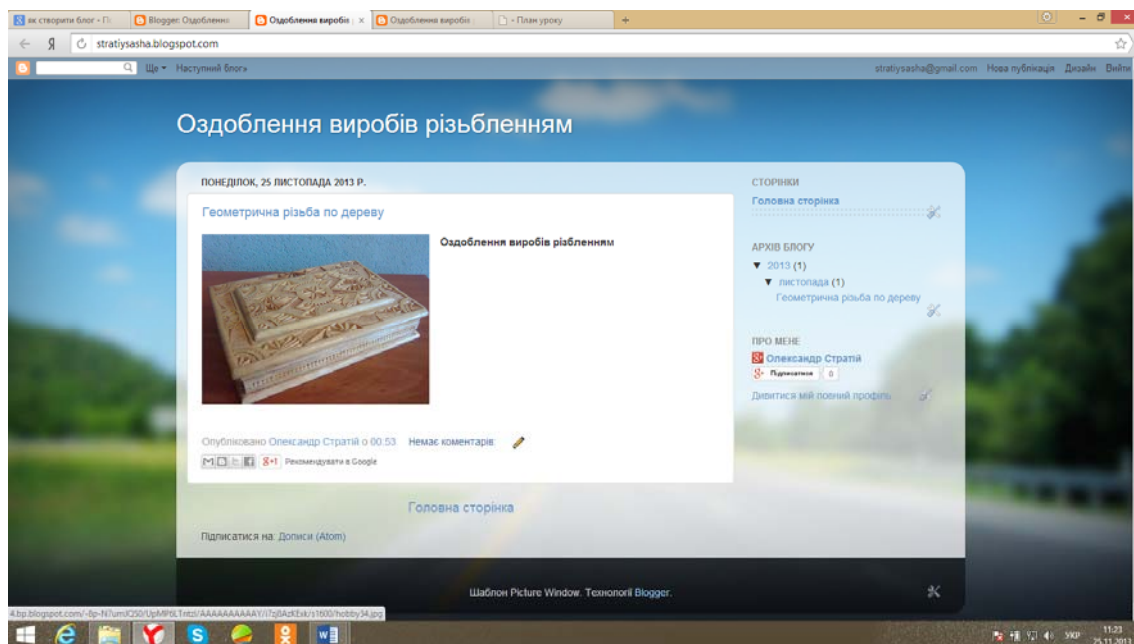 як створити блог - П
Blogger: Оздобленн
Оздоблення виробів
Оздоблення виробів
- План уроку
stratiysasha.blogspot.com
Ще
Наступний блог»
stratiysasha@gmail.com Нова публікація Дизайн Вийти
Оздоблення виробів різьбленням
ПОНЕДІЛОК, 25 ЛИСТОПАДА 2013 Р.
Геометрична різьба по дереву
Оздоблення виробів різбленням
Опубліковано Олександр Стратій о 00:53 Немає коментарів:
Рекомендувати в Google
Головна сторінка
Підписатися на: Дописи (Atom)
СТОРІНКИ
Головна сторінка
АРХІВ БЛОГУ
▼ 2013 (1)
▼ листопада (1)
Геометрична різьба по дереву
ПРО МЕНЕ
Олександр Стратій
Підписатися 0
Дивитися мій повний профіль
Шаблон Picture Window. Технології Blogger.
УКР
11:23
25.11.2013